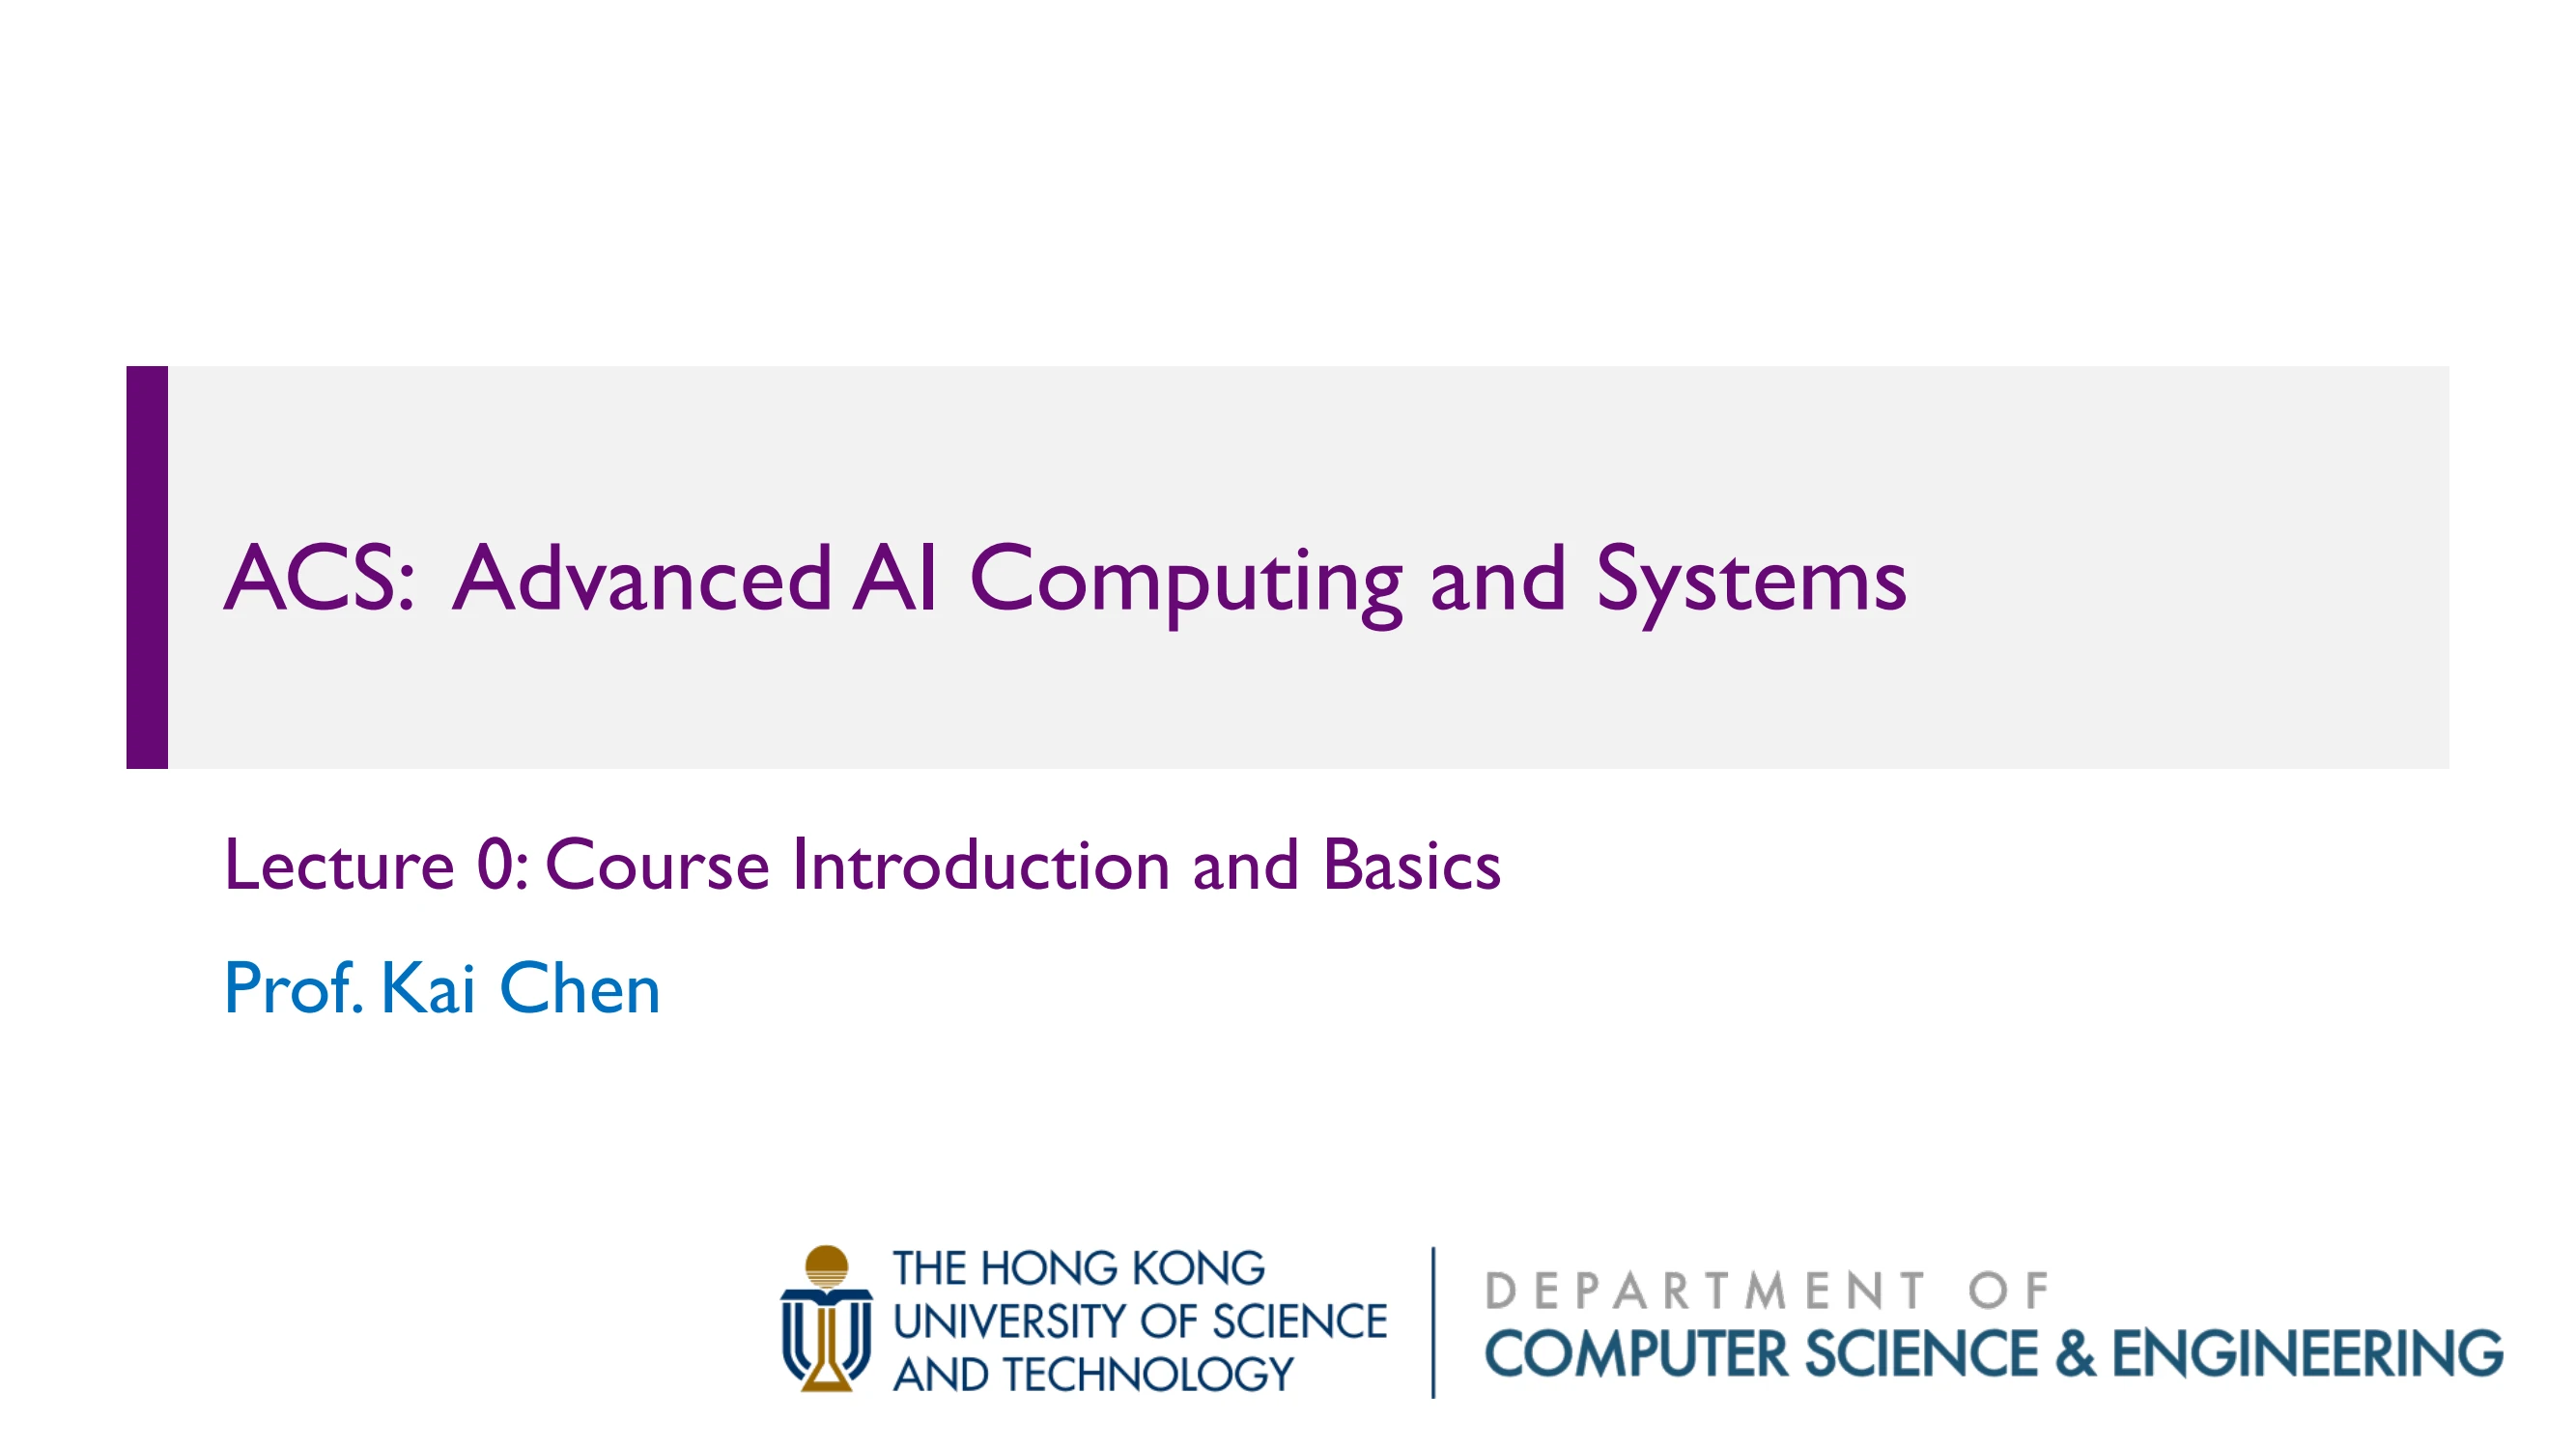 ACS: Advanced AI Computing and Systems
Lecture 0: Course Introduction and Basics
Prof. Kai Chen
THE HONG KONG
UNIVERSITY OF SCIENCE
AND TECHNOLOGY
DEPARTMENT OF
COMPUTER SCIENCE & ENGINEERING